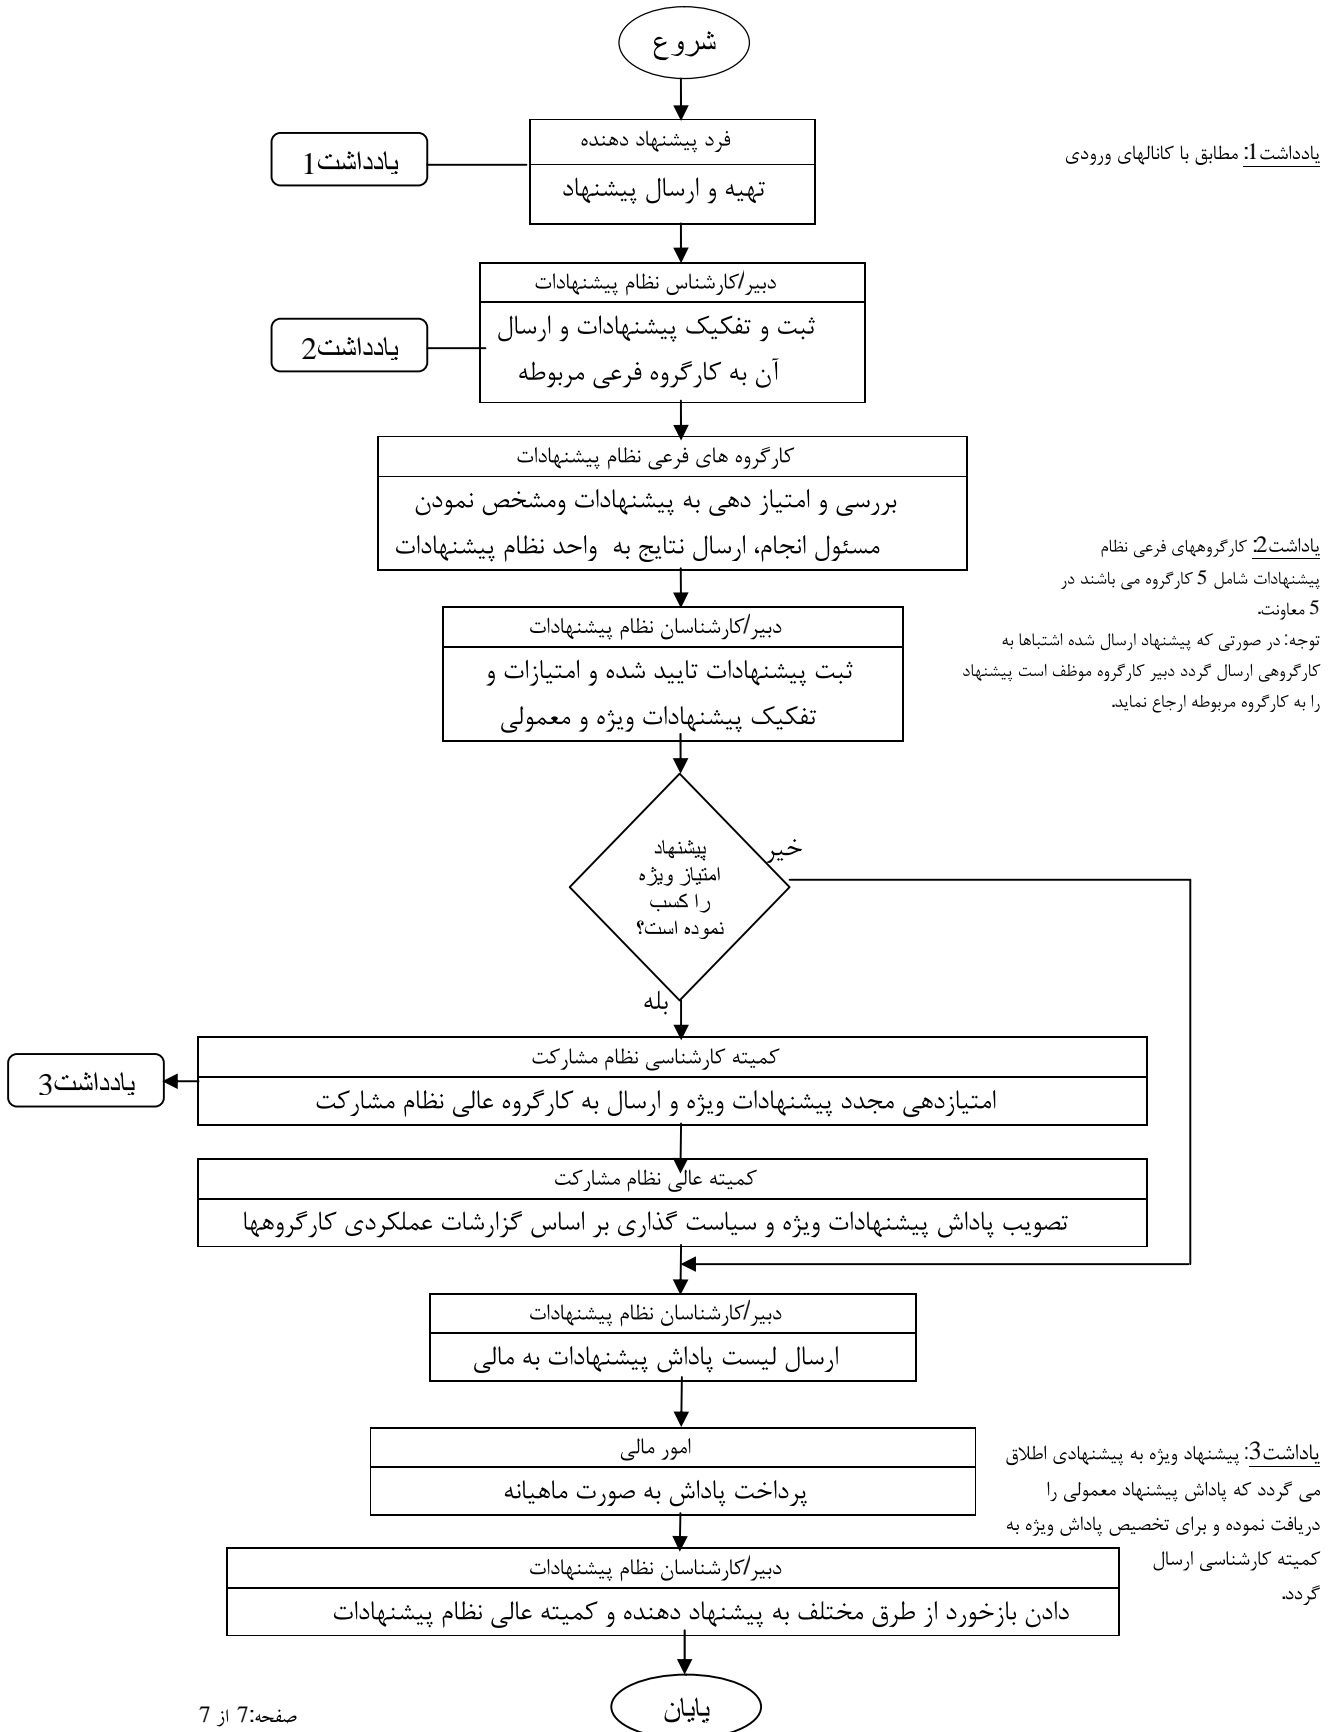 شروع
فرد پیشنهاد دهنده
تهیه و ارسال پیشنهاد
یادداشت1
یادداشت1: مطابق با کانالهای ورودی
دبیر/کارشناس نظام پیشنهادات
ثبت و تفکیک پیشنهادات و ارسال
آن به کارگروه فرعی مربوطه
یادداشت2
کارگروه های فرعی نظام پیشنهادات
بررسی و امتیاز دهی به پیشنهادات ومشخص نمودن
مسئول انجام، ارسال نتایج به واحد نظام پیشنهادات
یاداشت2: کارگروههای فرعی نظام
پیشنهادات شامل 5 کارگروه می باشند در
5 معاونت.
توجه: در صورتی که پیشنهاد ارسال شده اشتباها به
کارگروهی ارسال گردد دبیر کارگروه موظف است پیشنهاد
را به کارگروه مربوطه ارجاع نماید.
دبیر/کارشناسان نظام پیشنهادات
ثبت پیشنهادات تایید شده و امتیازات و
تفکیک پیشنهادات ویژه و معمولی
پیشنهاد
امتیاز ویژه
را کسب
نموده است؟
خیر
بله
کمیته کارشناسی نظام مشارکت
امتیازدهی مجدد پیشنهادات ویژه و ارسال به کارگروه عالی نظام مشارکت
یادداشت3
کمیته عالی نظام مشارکت
تصویب پاداش پیشنهادات ویژه و سیاست گذاری بر اساس گزارشات عملکردی کارگروهها
دبیر/کارشناسان نظام پیشنهادات
ارسال لیست پاداش پیشنهادات به مالی
امور مالی
پرداخت پاداش به صورت ماهیانه
یاداشت3: پیشنهاد ویژه به پیشنهادی اطلاق
می گردد که پاداش پیشنهاد معمولی را
دریافت نموده و برای تخصیص پاداش ویژه به
کمیته کارشناسی ارسال
گردد.
دبیر/کارشناسان نظام پیشنهادات
دادن بازخورد از طرق مختلف به پیشنهاد دهنده و کمیته عالی نظام پیشنهادات
پایان
صفحه:7 از 7